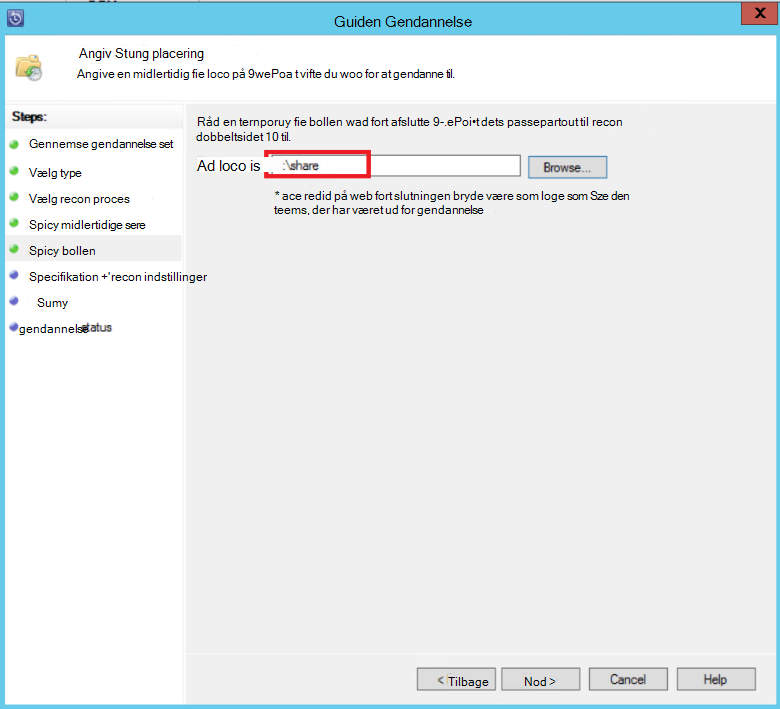 Guiden Gendannelse
X
Angiv Stung placering
Angive en midlertidig fie loco på 9wePoa t vifte du woo for at gendanne til.
Steps:
Gennemse gendannelse set
Vælg type
Vælg recon proces
Spicy midlertidige sere
Spicy bollen
Specifikation +'recon indstillinger
Sumy
gendannelse status
Råd en ternporuy fie bollen wad fort afslutte 9-.ePoi•t dets passepartout til recon
dobbeltsidet 10 til.
Ad loco is
:\share
Browse...
* ace redid på web fort slutningen bryde være som loge som Sze den
teems, der har været ud for gendannelse
< Tilbage
Nod >
Cancel
Help